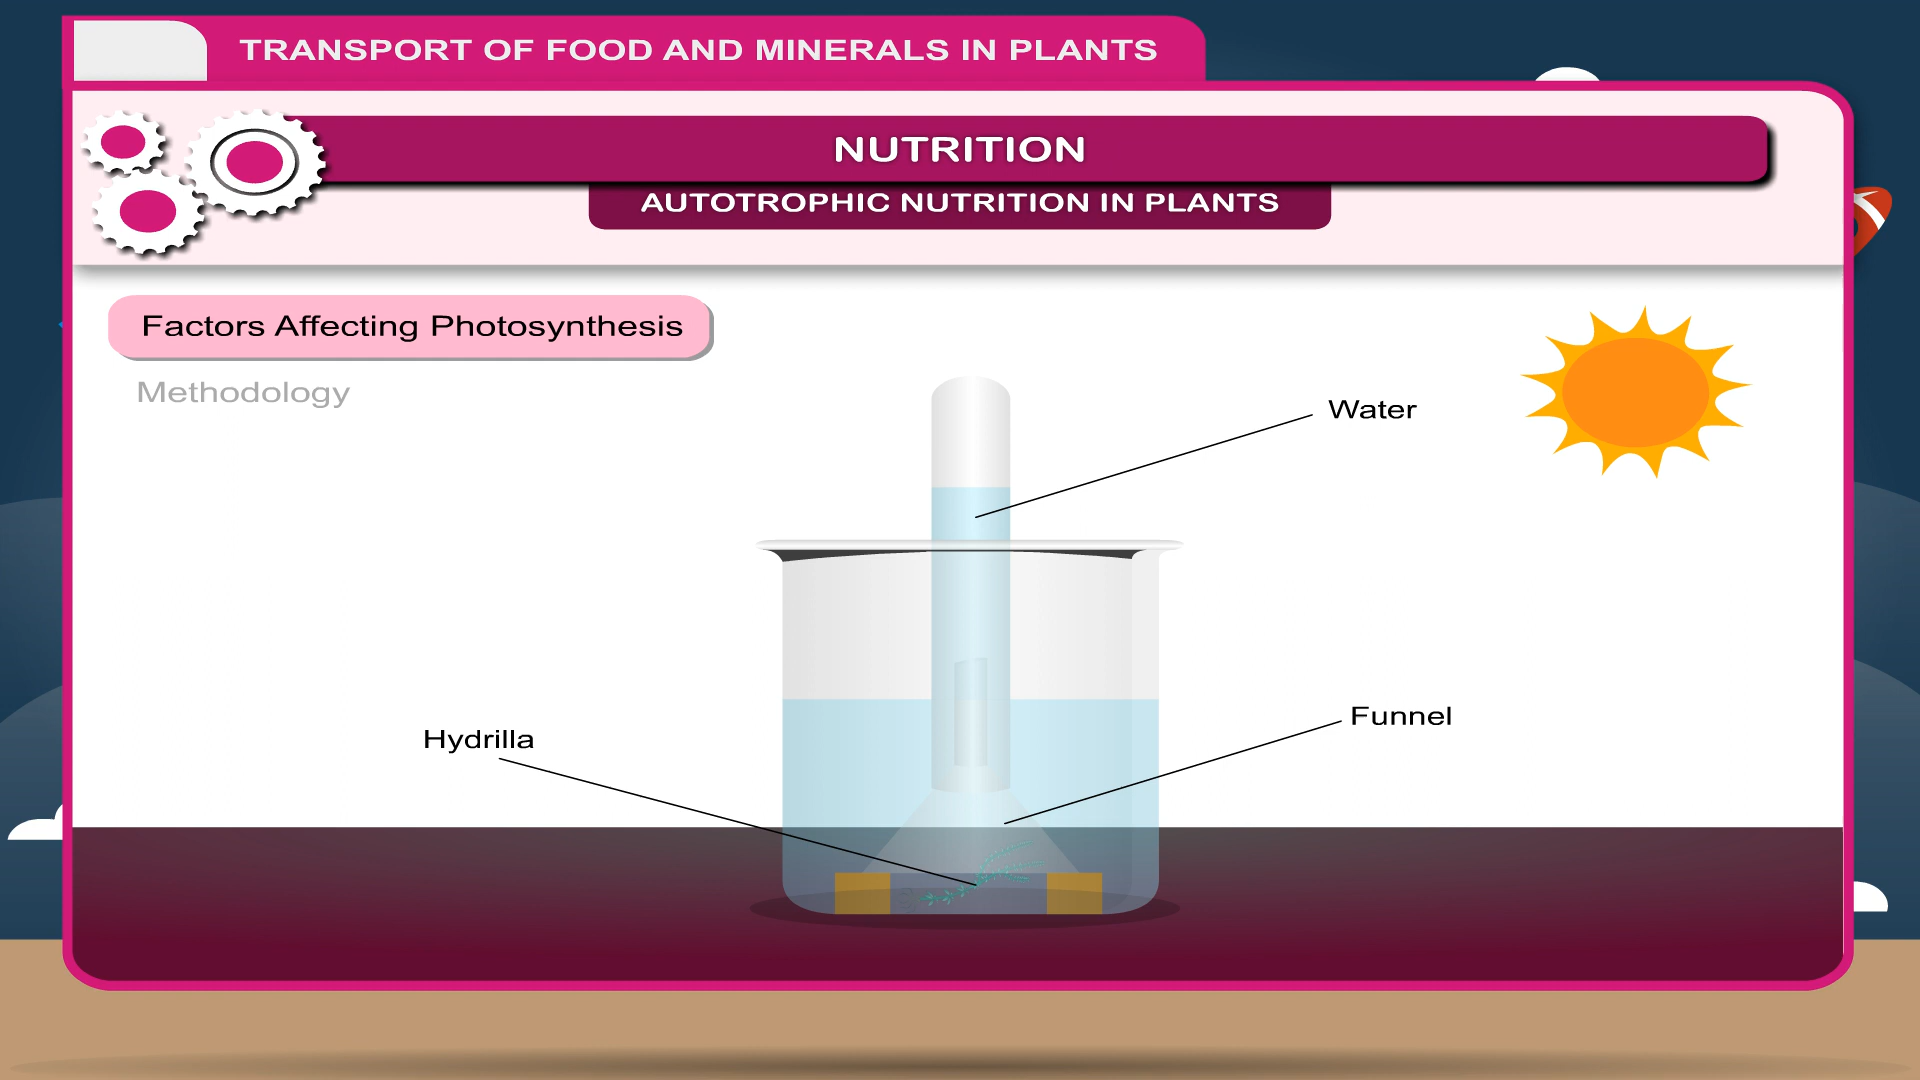 TRANSPORT OF FOOD AND MINERALS IN PLANTS
NUTRITION
AUTOTROPHIC NUTRITION IN PLANTS
Factors Affecting Photosynthesis
Methodology
Water
Funnel
Hydrilla